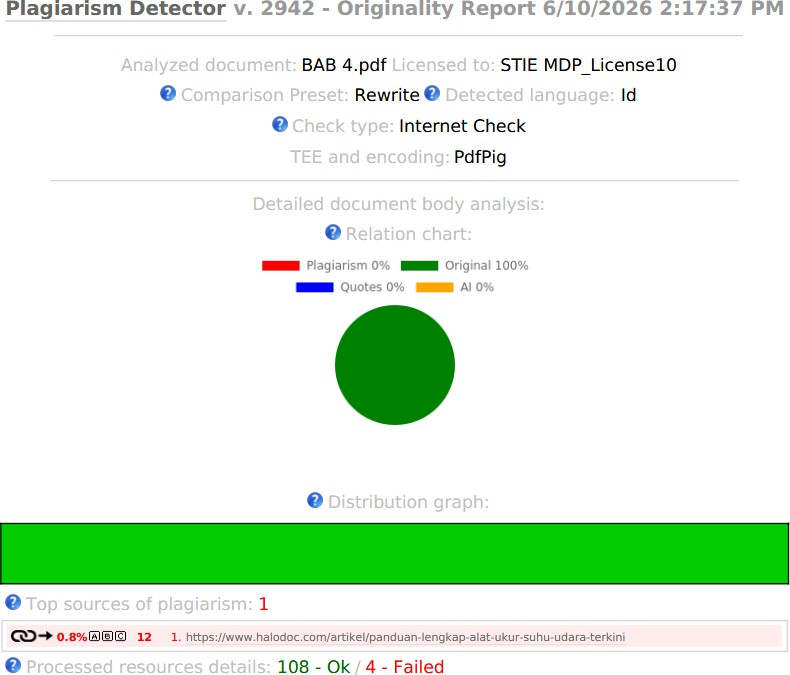 Plagiarism Detector v. 2942 - Originality Report 6/10/2026 2:17:37 PM
Analyzed document: BAB 4.pdf Licensed to: STIE MDP_License10
? Comparison Preset: Rewrite ? Detected language: Id
? Check type: Internet Check
TEE and encoding: PdfPig
Detailed document body analysis:
? Relation chart:
Plagiarism 0% Original 100%
Quotes 0% AI 0%
? Distribution graph:
? Top sources of plagiarism: 1
0.8% A B C 12 1. https://www.halodoc.com/artikel/panduan-lengkap-alat-ukur-suhu-udara-terkini
? Processed resources details: 108 - Ok / 4 - Failed